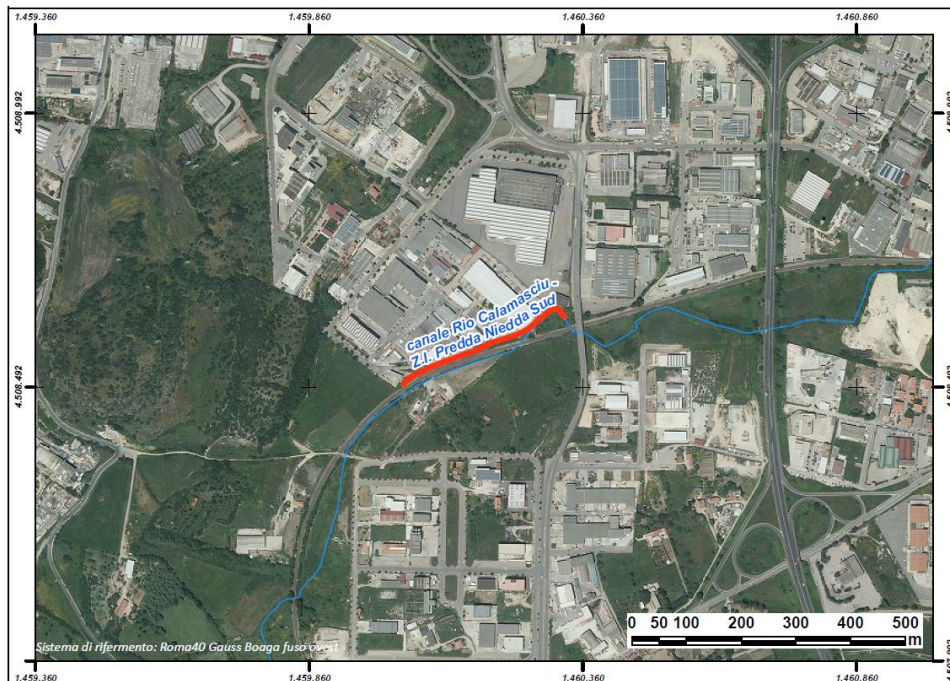 1.459.360
1.459.860
1.460.360
1.460.860
4.508.992
canale Rio Calamasciu -
Z.I. Predda Niedda Sud
4.508.492
0 50 100 200 300 400 500
m
Sistema di rifermento: Roma40 Gauss Boaga fuso ovest
1.459.360
1.459.860
1.460.360
1.460.860